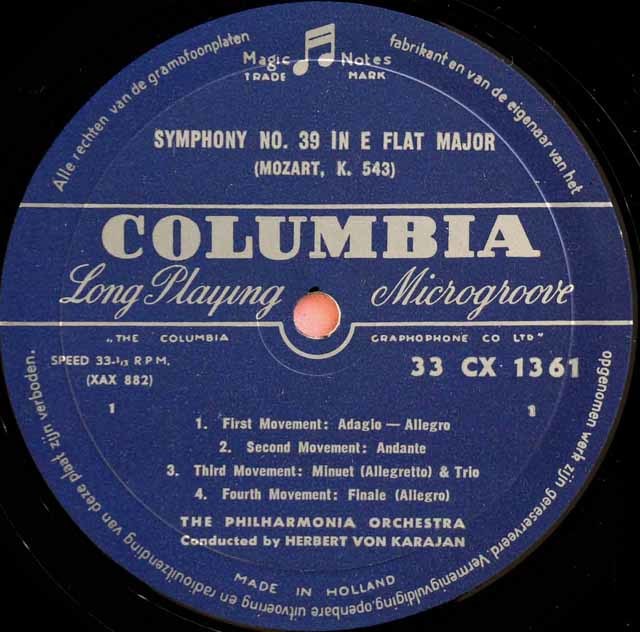 Alle rechten van de gramofoonplaten fabrikant en van de eigenaar van het opgenomen werk zijn gereserveerd. Vermenigvuldiging, openbare uitvoering en radiouitzending van deze plaat zijn verboden.
Magic Notes
TRADE MARK
SYMPHONY NO. 39 IN E FLAT MAJOR
(MOZART, K. 543)
COLUMBIA
Long Playing Microgroove
„THE COLUMBIA GRAPHOPHONE CO LTD"
SPEED 33-1/3 R P M.
33 CX 1361
(XAX 882)
1 1
1. First Movement: Adagio — Allegro
2. Second Movement: Andante
3. Third Movement: Minuet (Allegretto) & Trio
4. Fourth Movement: Finale (Allegro)
THE PHILHARMONIA ORCHESTRA
Conducted by HERBERT VON KARAJAN
MADE IN HOLLAND